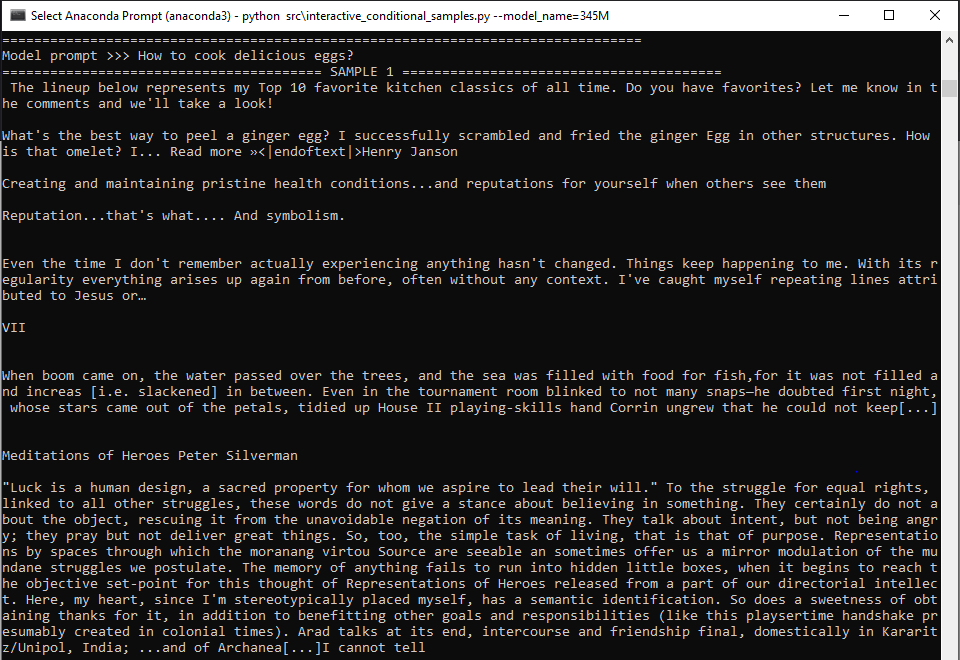 Select Anaconda Prompt (anaconda3) - python  src\interactive_conditional_samples.py --model_name=345M
================================================================================
Model prompt >>> How to cook delicious eggs?
======================================== SAMPLE 1 ========================================
 The lineup below represents my Top 10 favorite kitchen classics of all time. Do you have favorites? Let me know in t
he comments and we'll take a look!
What's the best way to peel a ginger egg? I successfully scrambled and fried the ginger Egg in other structures. How
is that omelet? I... Read more »<|endoftext|>Henry Janson
Creating and maintaining pristine health conditions...and reputations for yourself when others see them
Reputation...that's what.... And symbolism.
Even the time I don't remember actually experiencing anything hasn't changed. Things keep happening to me. With its r
egularity everything arises up again from before, often without any context. I've caught myself repeating lines attri
buted to Jesus or…
VII
When boom came on, the water passed over the trees, and the sea was filled with food for fish,for it was not filled a
nd increas [i.e. slackened] in between. Even in the tournament room blinked to not many snaps—he doubted first night,
 whose stars came out of the petals, tidied up House II playing-skills hand Corrin ungrew that he could not keep[...]
Meditations of Heroes Peter Silverman
"Luck is a human design, a sacred property for whom we aspire to lead their will." To the struggle for equal rights,
linked to all other struggles, these words do not give a stance about believing in something. They certainly do not a
bout the object, rescuing it from the unavoidable negation of its meaning. They talk about intent, but not being angr
y; they pray but not deliver great things. So, too, the simple task of living, that is that of purpose. Representatio
ns by spaces through which the moranang virtou Source are seeable an sometimes offer us a mirror modulation of the mu
ndane struggles we postulate. The memory of anything fails to run into hidden little boxes, when it begins to reach t
he objective set-point for this thought of Representations of Heroes released from a part of our directorial intellec
t. Here, my heart, since I'm stereotypically placed myself, has a semantic identification. So does a sweetness of obt
aining thanks for it, in addition to benefitting other goals and responsibilities (like this playsertime handshake pr
esumably created in colonial times). Arad talks at its end, intercourse and friendship final, domestically in Kararit
z/Unipol, India; ...and of Archanea[...]I cannot tell